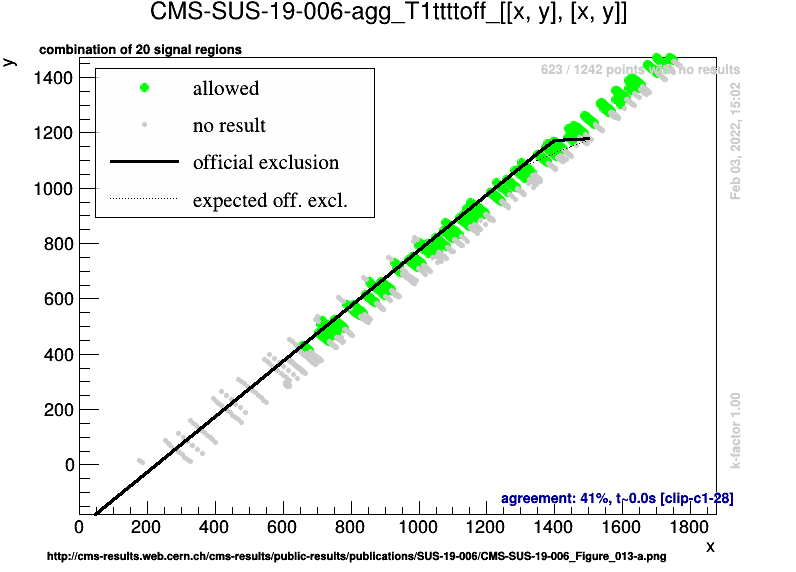 CMS-SUS-19-006-agg_T1ttttoff_[[x, y], [x, y]]
combination of 20 signal regions
y
623 / 1242 points with no results
allowed
no result
official exclusion
expected off. excl.
Feb 03, 2022, 15:02
k-factor 1.00
1400
1200
1000
800
600
400
200
0
agreement: 41%, t~0.0s [clip-c1-28]
0 200 400 600 800 1000 1200 1400 1600 1800
x
http://cms-results.web.cern.ch/cms-results/public-results/publications/SUS-19-006/CMS-SUS-19-006_Figure_013-a.png